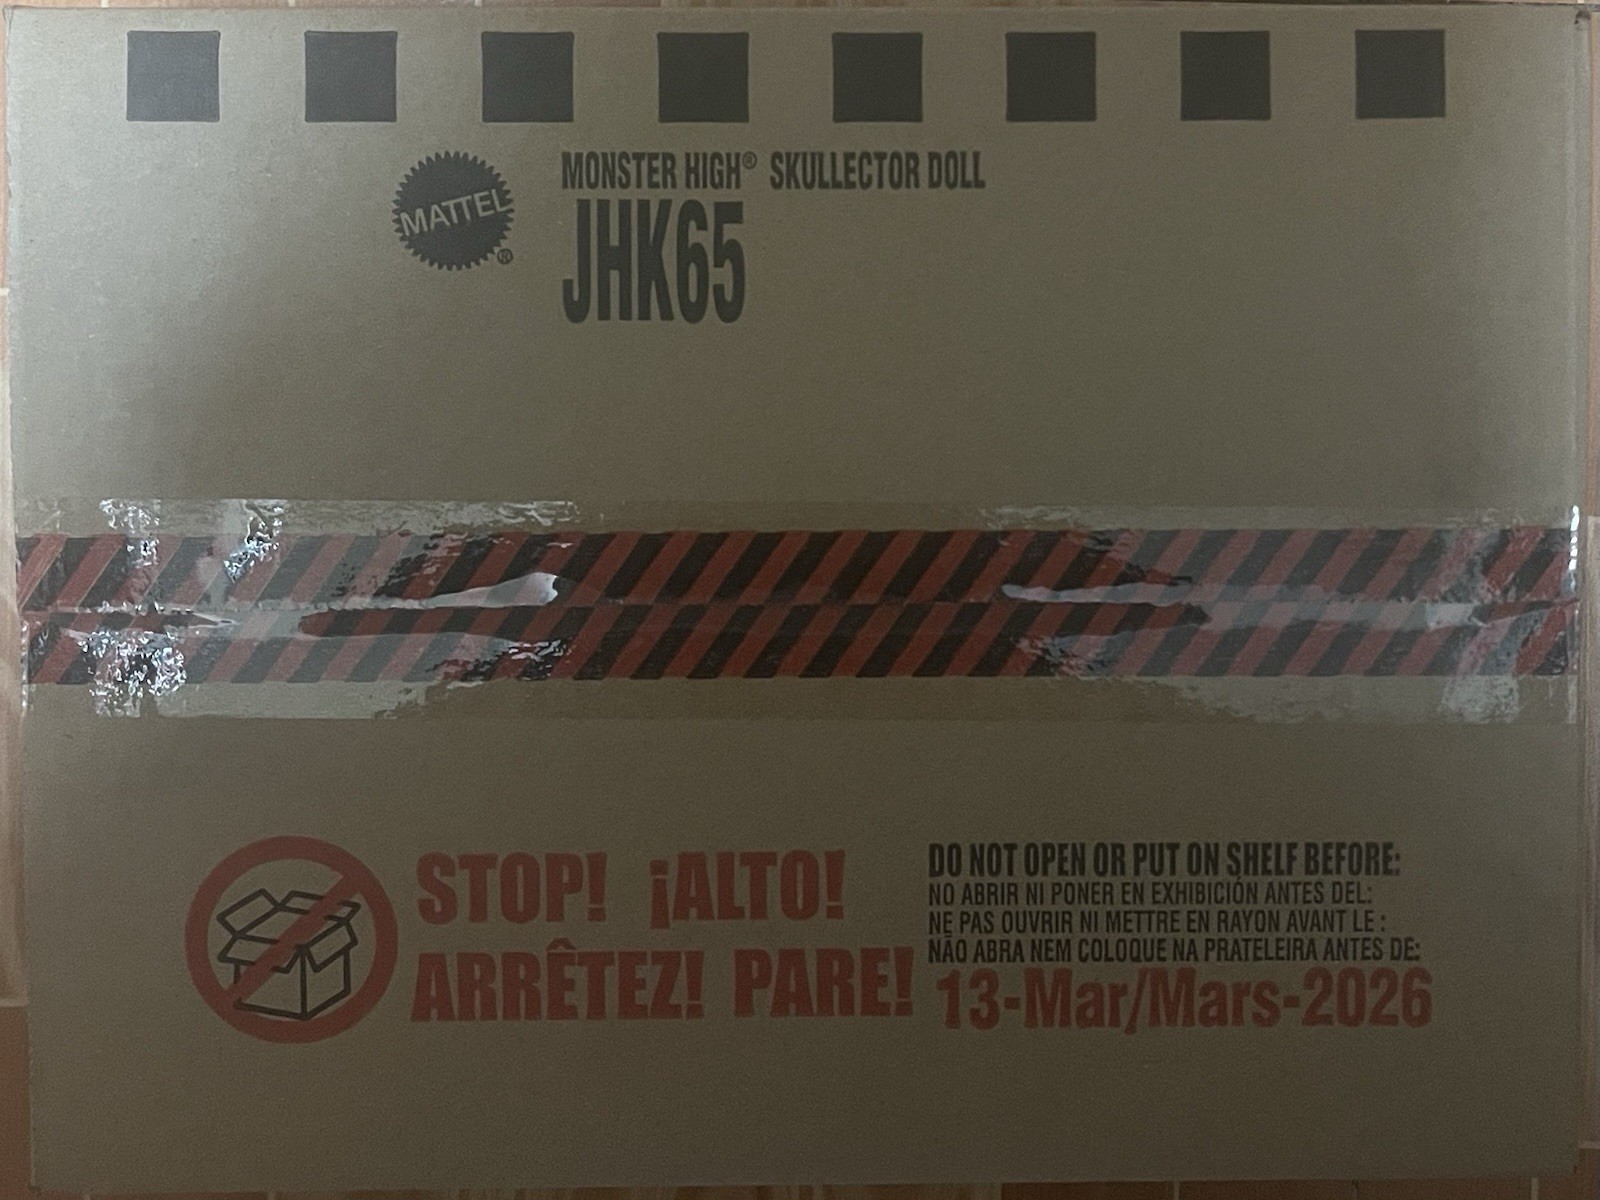 MATTEL®
MONSTER HIGH® SKULLECTOR DOLL
JHK65
STOP! ¡ALTO!
ARRÊTEZ! PARE!
DO NOT OPEN OR PUT ON SHELF BEFORE:
NO ABRIR NI PONER EN EXHIBICIÓN ANTES DEL:
NE PAS OUVRIR NI METTRE EN RAYON AVANT LE :
NÃO ABRA NEM COLOQUE NA PRATELEIRA ANTES DE:
13-Mar/Mars-2026